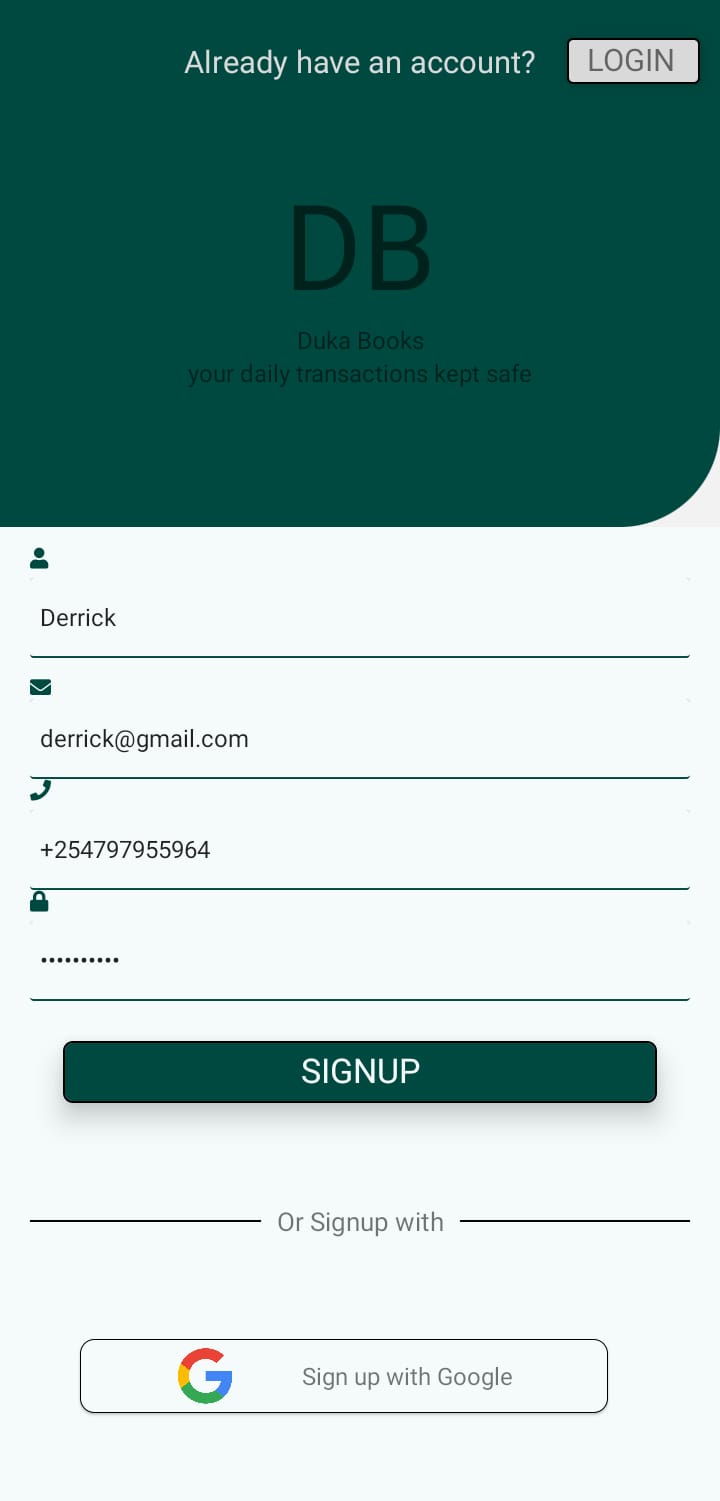 Already have an account? LOGIN
DB
Duka Books
your daily transactions kept safe
Derrick
derrick@gmail.com
+254797955964
••••••••••
SIGNUP
Or Signup with
Sign up with Google